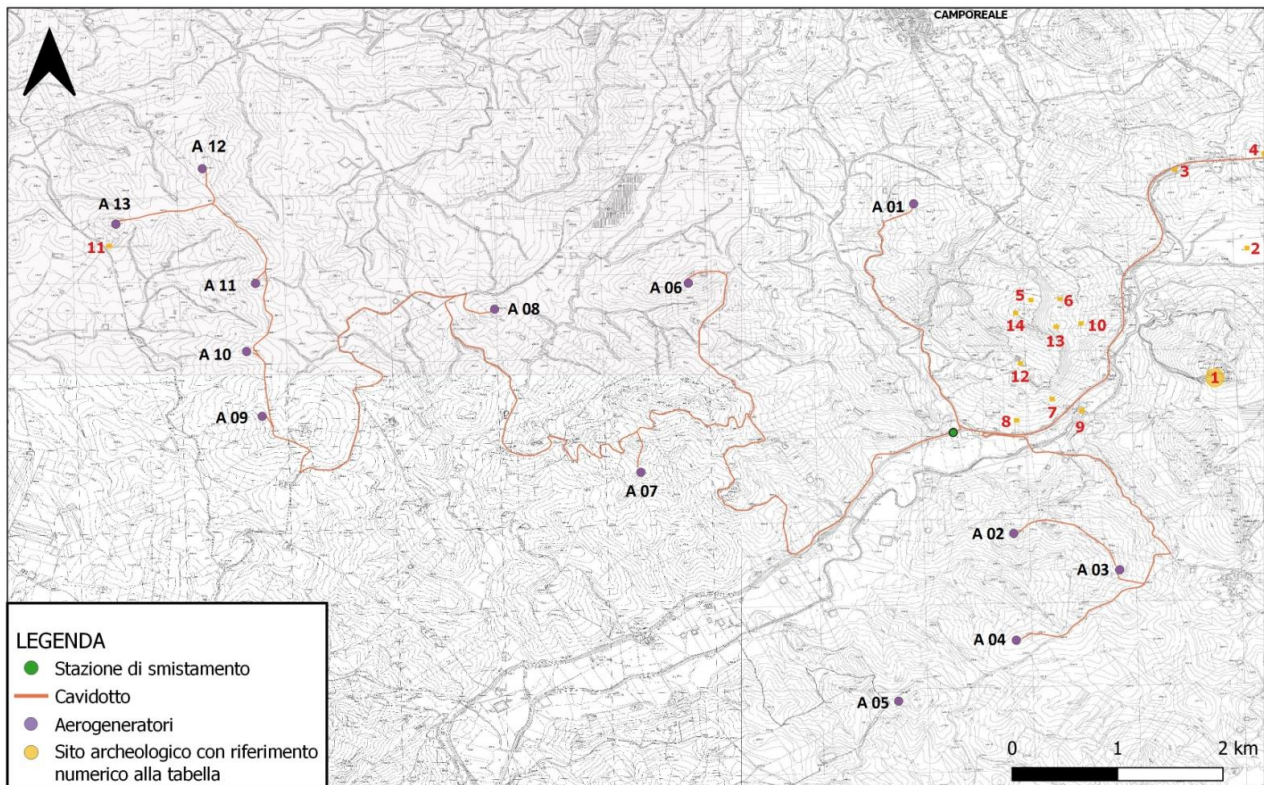 CAMPOREALE
A 12
4
3
A 13
A 01
11
2
A 11
A 06
5
6
A 08
14
10
13
A 10
12
1
7
A 09
8
9
A 07
A 02
A 03
A 04
A 05
LEGENDA
Stazione di smistamento
Cavidotto
Aerogeneratori
Sito archeologico con riferimento
numerico alla tabella
0 1 2 km